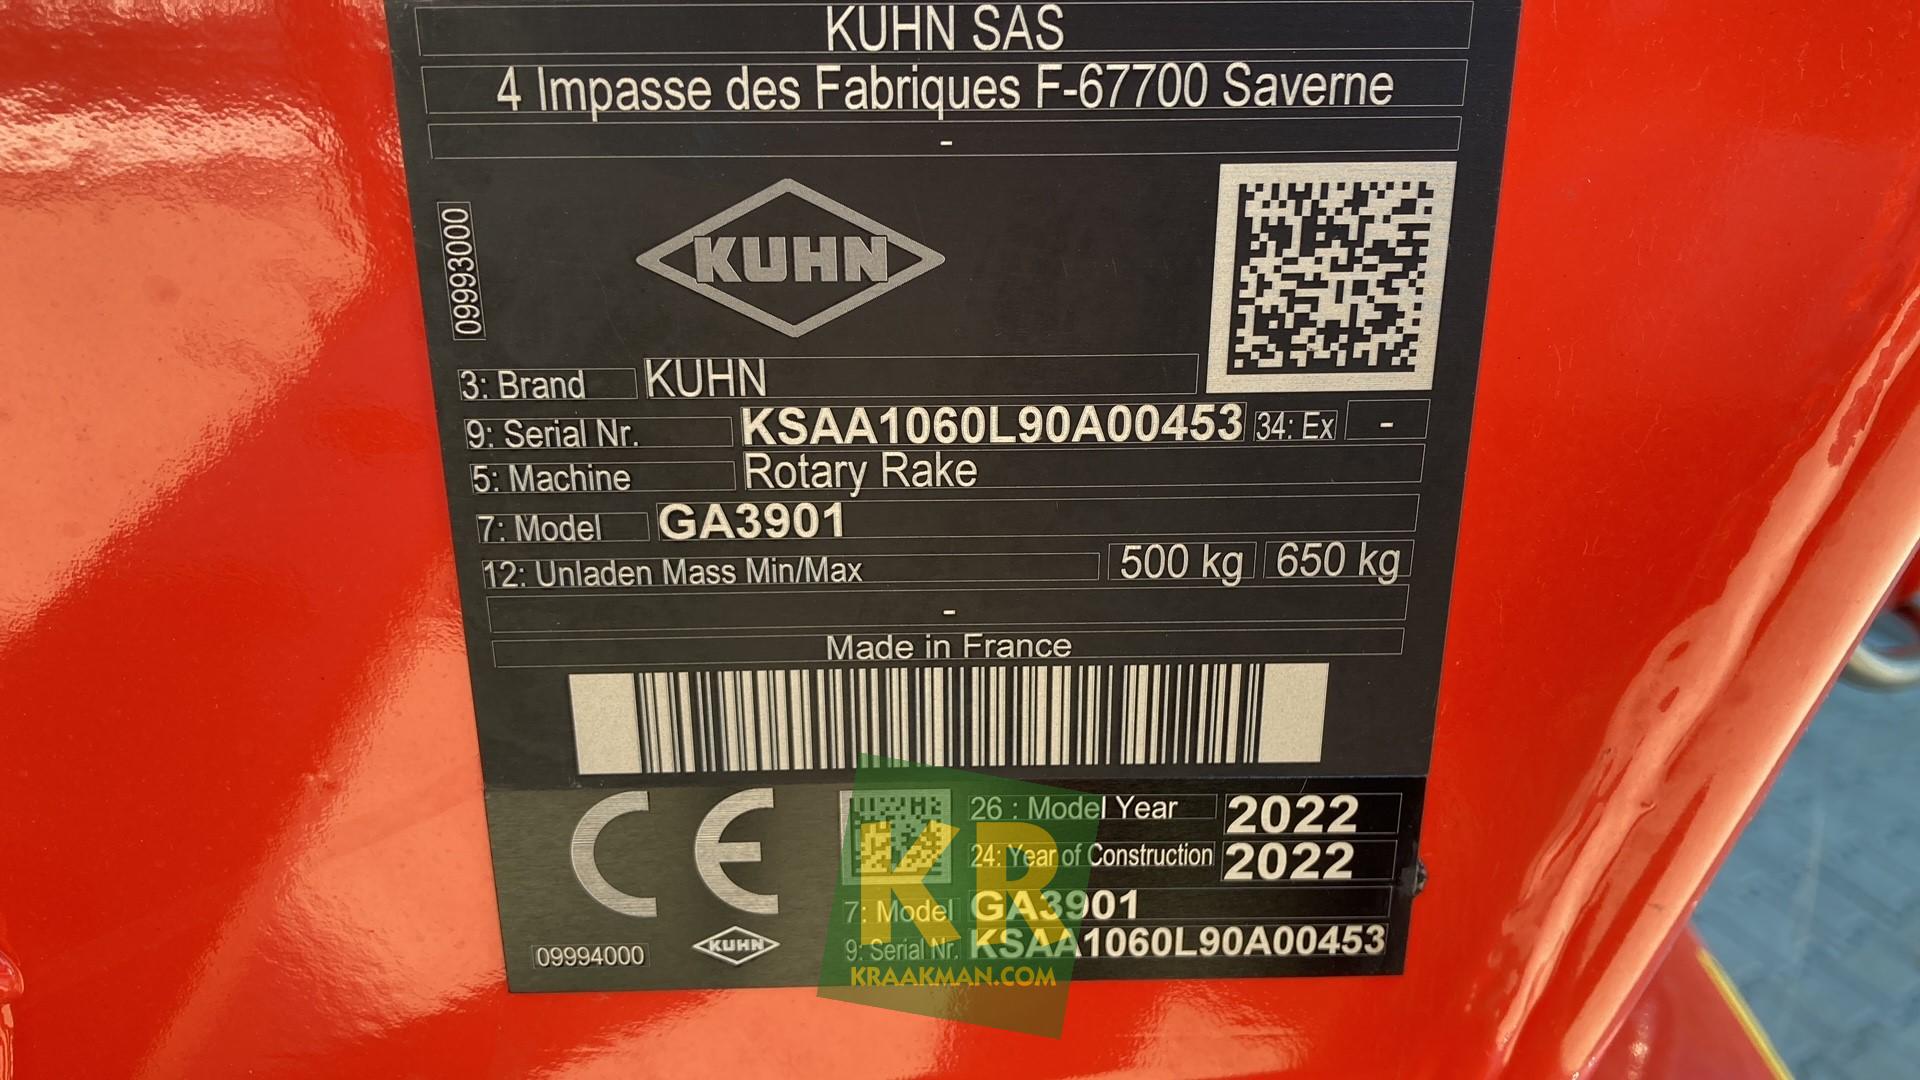 KUHN SAS
4 Impasse des Fabriques F-67700 Saverne
-
09993000
KUHN
3: Brand KUHN
9: Serial Nr. KSAA1060L90A00453 34: Ex -
5: Machine Rotary Rake
7: Model GA3901
12: Unladen Mass Min/Max 500 kg 650 kg
-
Made in France
CE
26 : Model Year 2022
24: Year of Construction 2022
7: Model GA3901
9: Serial Nr. KSAA1060L90A00453
09994000
KUHN
KR
KRAAKMAN.COM